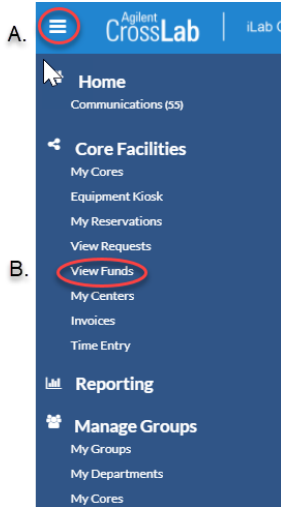 A.
Agilent
CrossLab
iLab
Home
Communications (55)
Core Facilities
My Cores
Equipment Kiosk
My Reservations
View Requests
B.
View Funds
My Centers
Invoices
Time Entry
Reporting
Manage Groups
My Groups
My Departments
My Cores